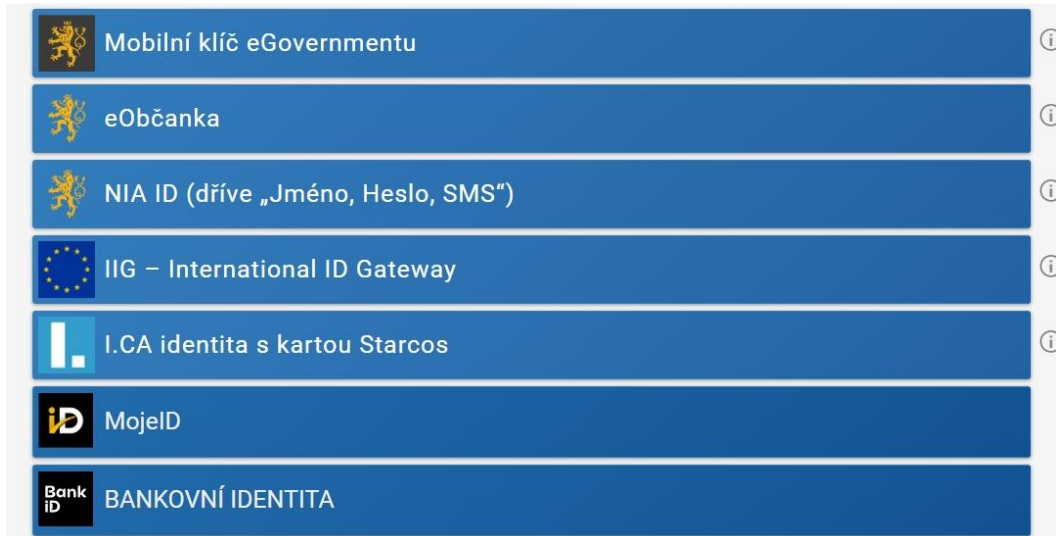 Mobilní klíč eGovernmentu
eObčanka
NIA ID (dříve „Jméno, Heslo, SMS“)
IIG – International ID Gateway
I.CA identita s kartou Starcos
iD MojeID
Bank iD BANKOVNÍ IDENTITA